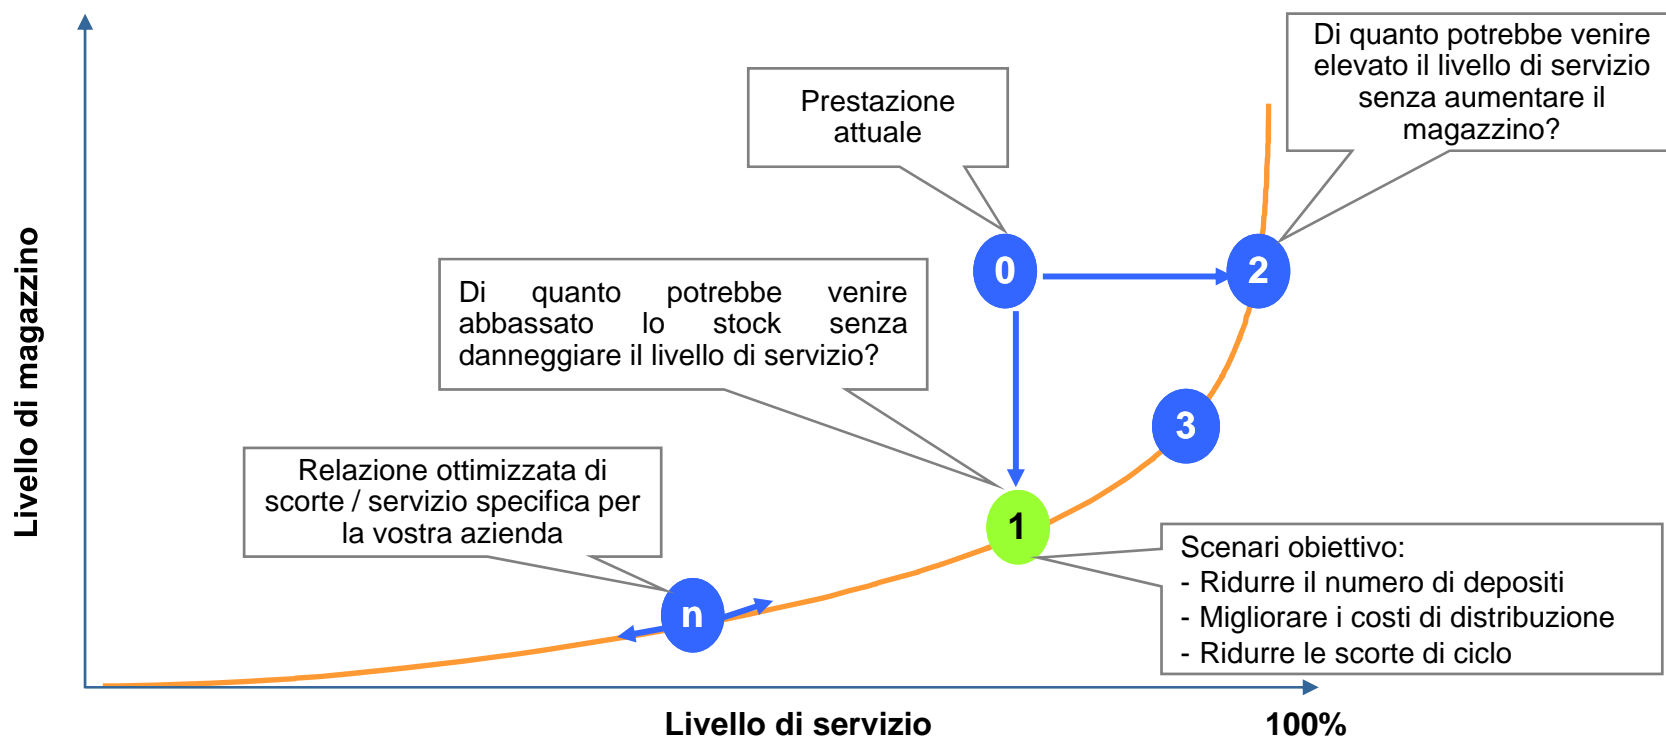 Di quanto potrebbe venire
elevato il livello di servizio
senza aumentare il
magazzino?
Prestazione
attuale
0
2
Di quanto potrebbe venire
abbassato lo stock senza
danneggiare il livello di servizio?
3
Livello di magazzino
Relazione ottimizzata di
scorte / servizio specifica per
la vostra azienda
1
n
Scenari obiettivo:
- Ridurre il numero di depositi
- Migliorare i costi di distribuzione
- Ridurre le scorte di ciclo
Livello di servizio
100%